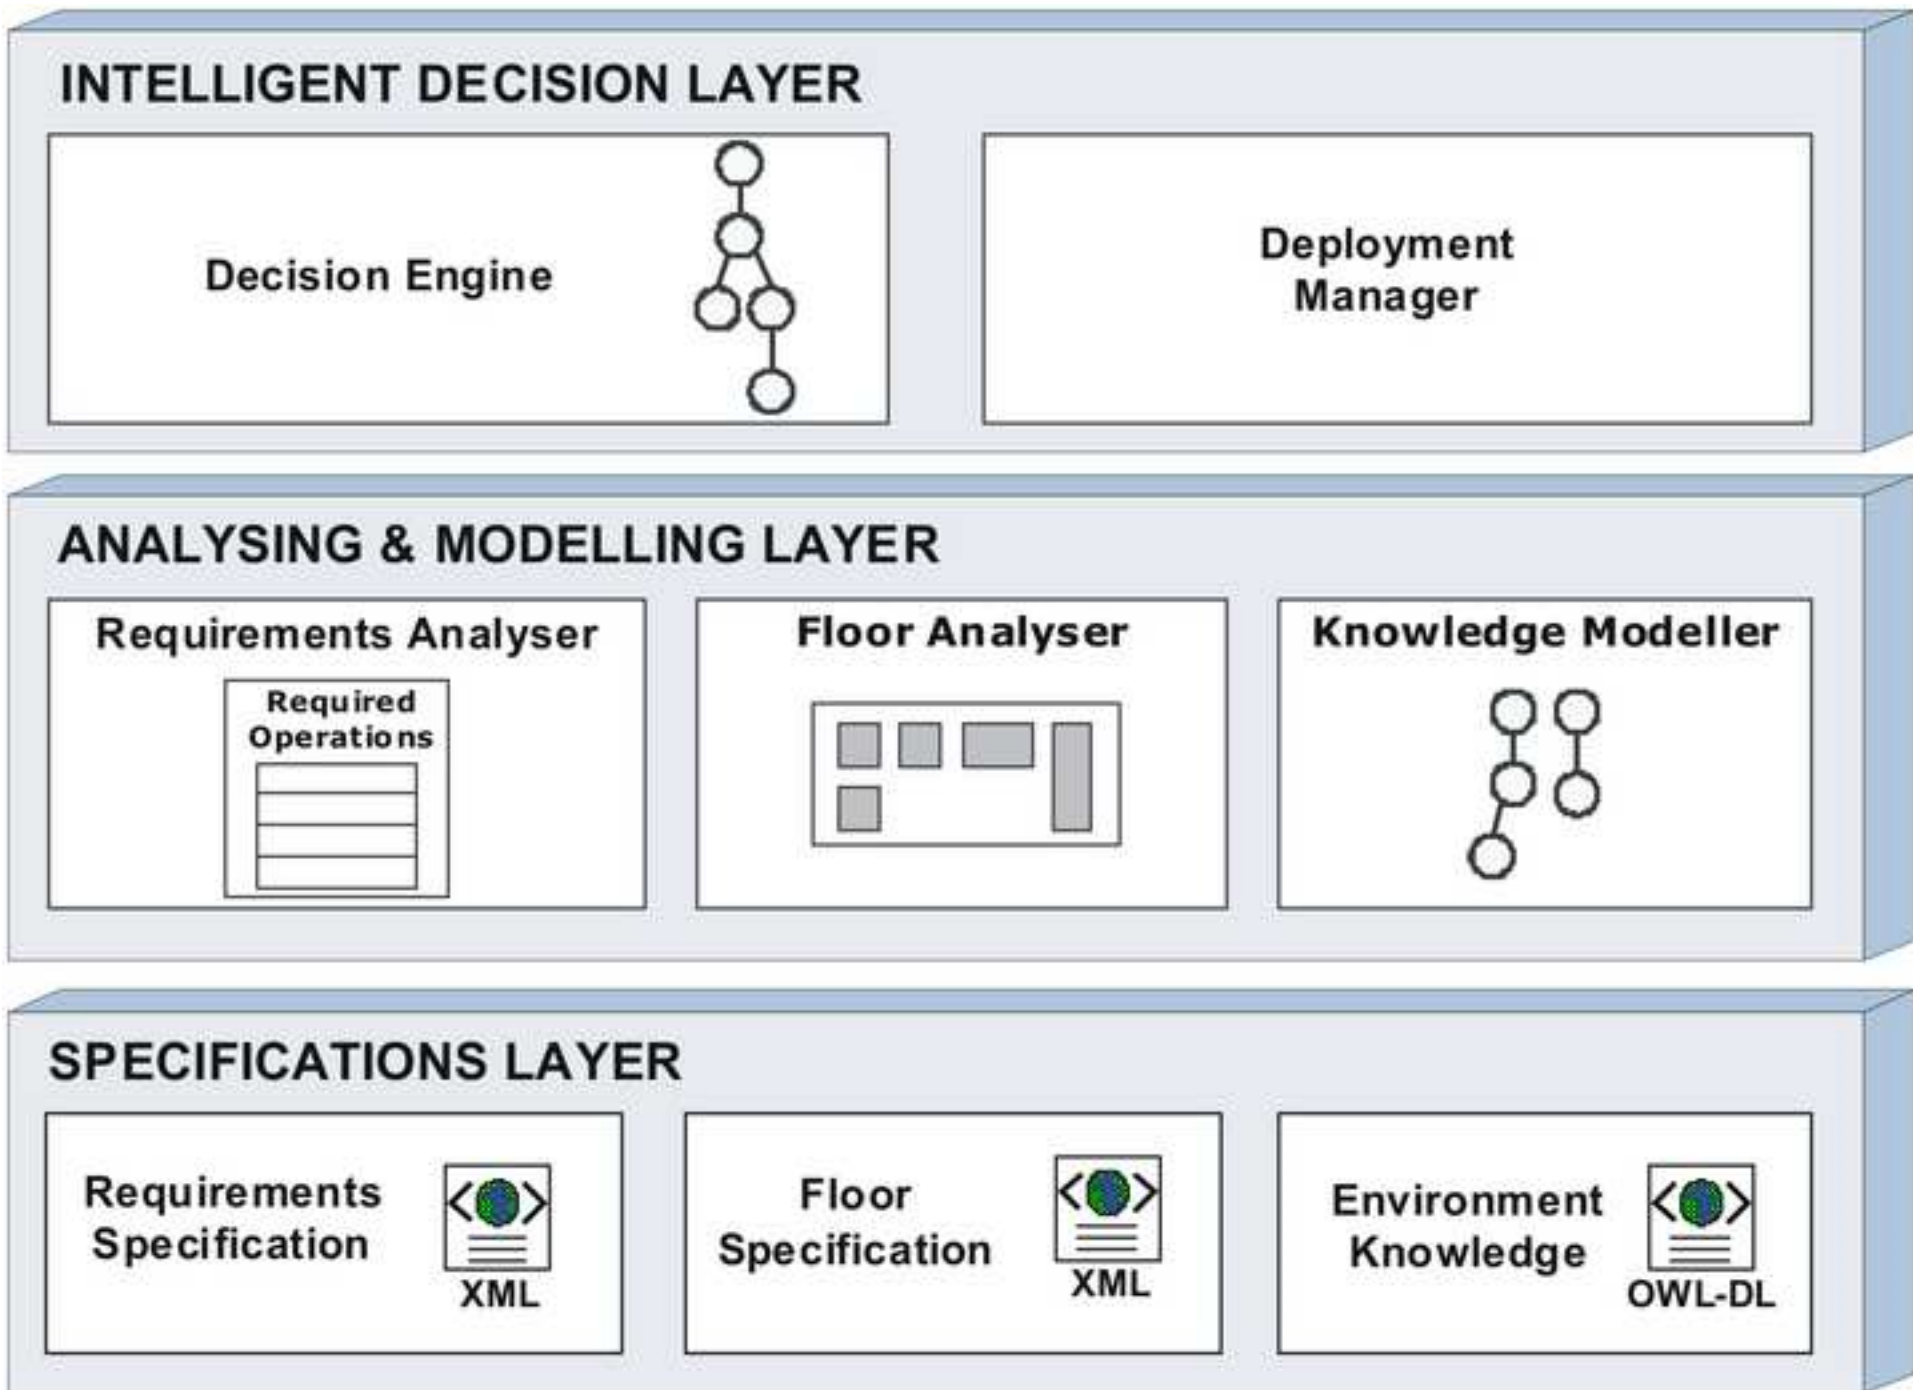 INTELLIGENT DECISION LAYER
Decision Engine
Deployment
Manager
ANALYSING & MODELLING LAYER
Requirements Analyser
Required
Operations
Floor Analyser
Knowledge Modeller
SPECIFICATIONS LAYER
Requirements
Specification
XML
Floor
Specification
XML
Environment
Knowledge
OWL-DL